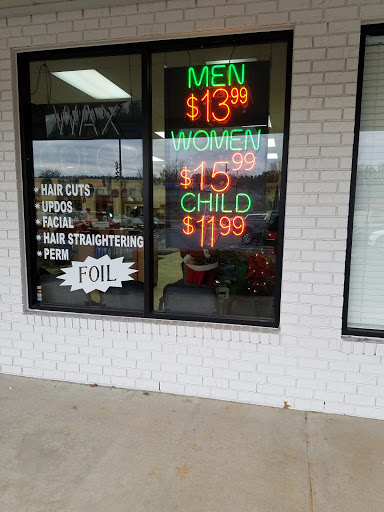 WAX
* HAIR CUTS
* UPDOS
* FACIAL
* HAIR STRAIGHTERING
* PERM
FOIL
MEN
$13.99
WOMEN
$15.99
CHILD
$11.99